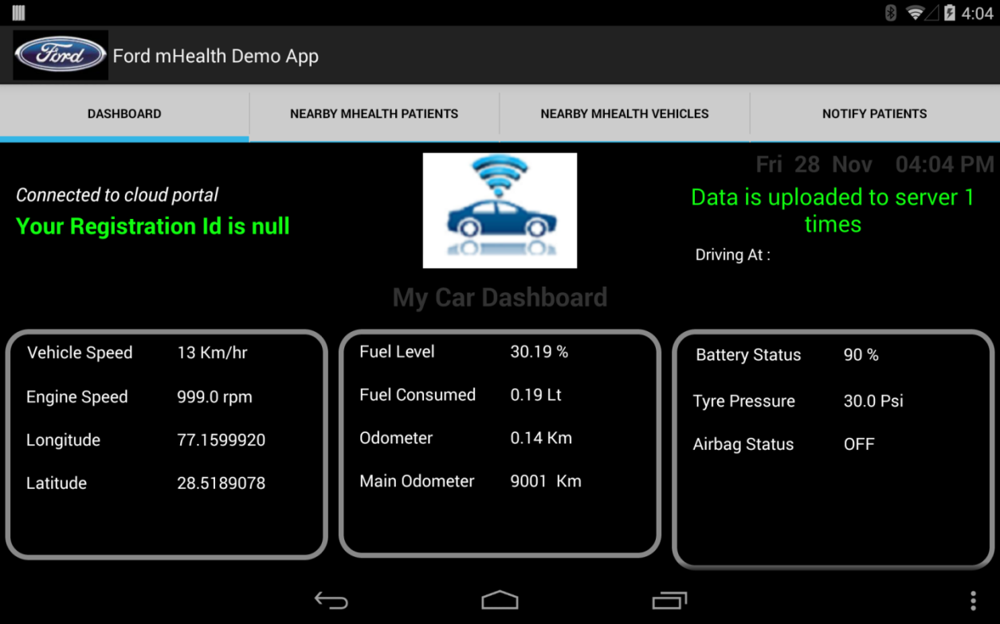 4:04
Ford
Ford mHealth Demo App
DASHBOARD
NEARBY MHEALTH PATIENTS
NEARBY MHEALTH VEHICLES
NOTIFY PATIENTS
Fri 28 Nov 04:04 PM
Connected to cloud portal
Your Registration Id is null
Data is uploaded to server 1
times
Driving At :
My Car Dashboard
Vehicle Speed 13 Km/hr
Engine Speed 999.0 rpm
Longitude 77.1599920
Latitude 28.5189078
Fuel Level 30.19 %
Fuel Consumed 0.19 Lt
Odometer 0.14 Km
Main Odometer 9001 Km
Battery Status 90 %
Tyre Pressure 30.0 Psi
Airbag Status OFF